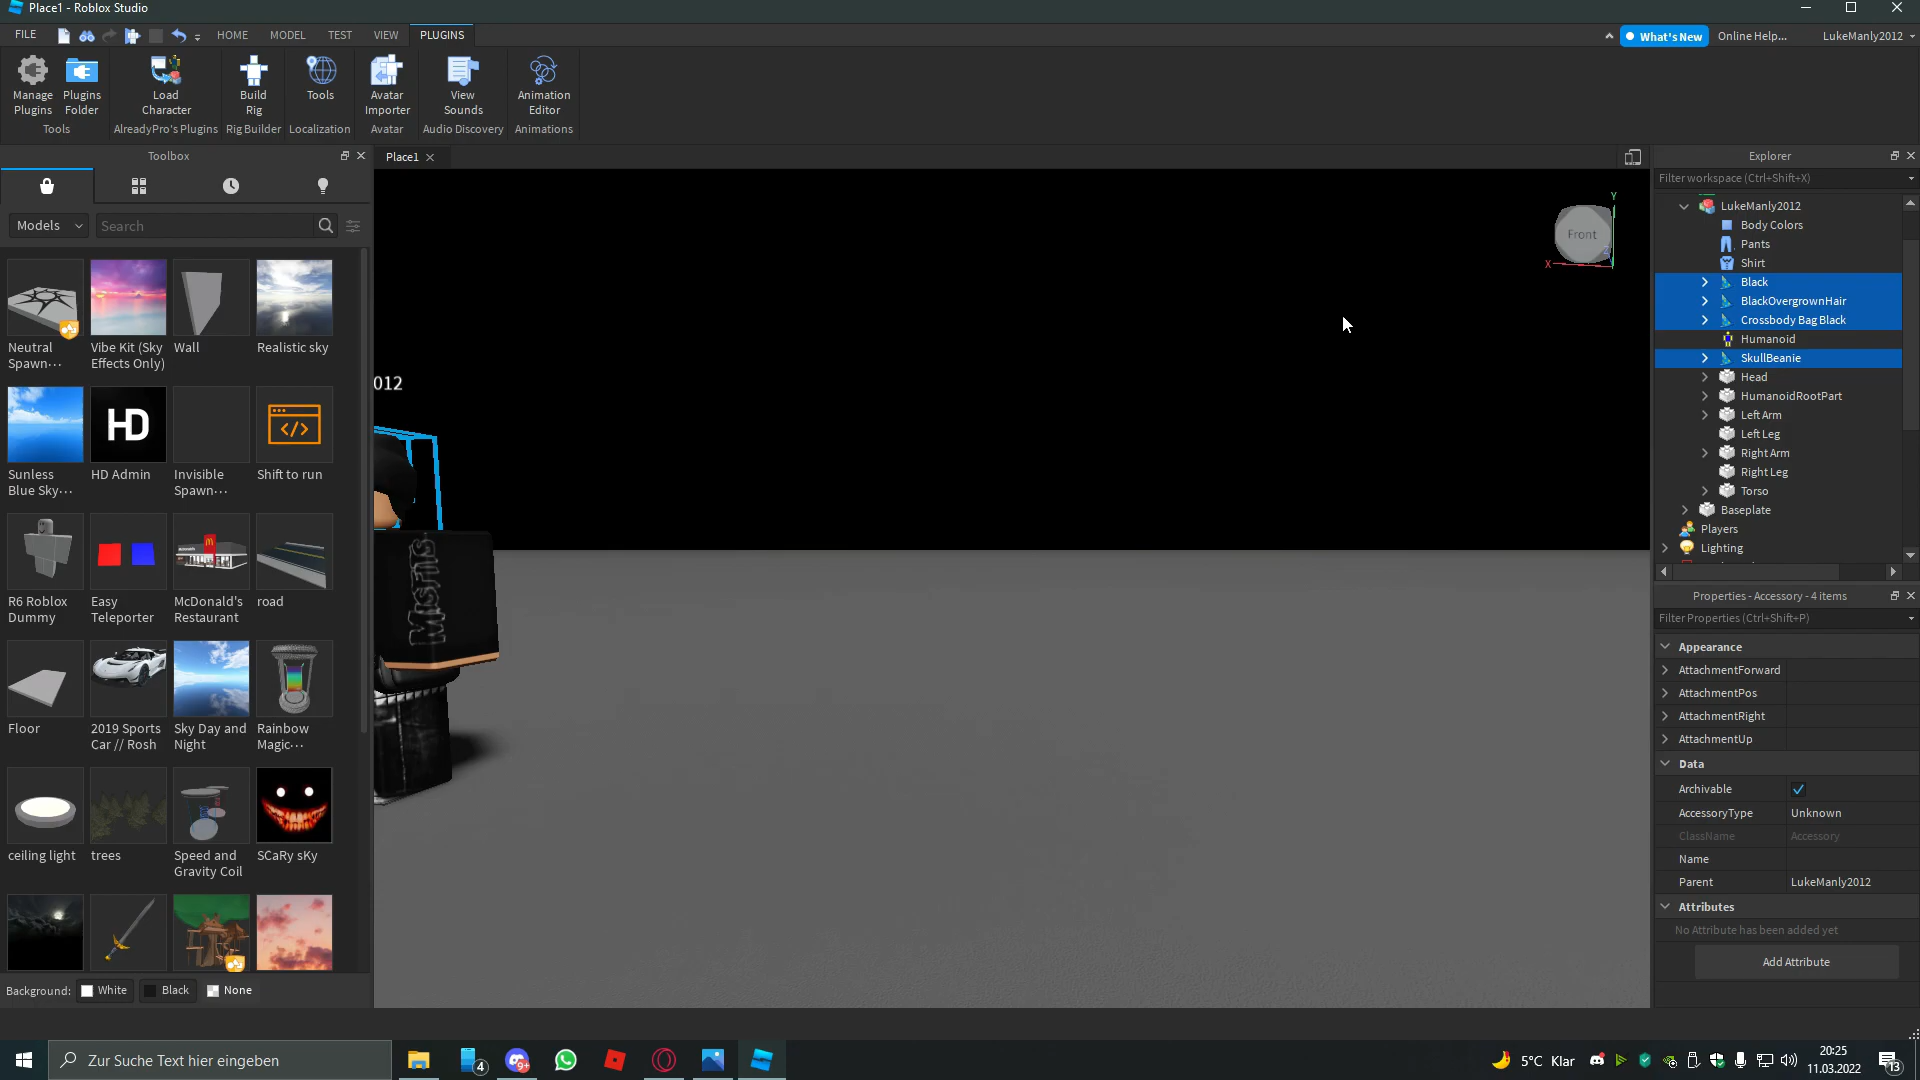 Place1 - Roblox Studio
FILE
HOME
MODEL
TEST
VIEW
PLUGINS
What's New
Online Help...
LukeManly2012
Manage Plugins
Plugins Folder
Load Character
Build Rig
Tools
Avatar Importer
View Sounds
Animation Editor
Tools
AlreadyPro's Plugins
Rig Builder
Localization
Avatar
Audio Discovery
Animations
Toolbox
Models
Search
Neutral Spawn...
Vibe Kit (Sky Effects Only)
Wall
Realistic sky
Sunless Blue Sky...
HD
HD Admin
Invisible Spawn...
Shift to run
R6 Roblox Dummy
Easy Teleporter
McDonald's Restaurant
road
Floor
2019 Sports Car // Rosh
Sky Day and Night
Rainbow Magic...
ceiling light
trees
Speed and Gravity Coil
SCaRy sKy
Background:
White
Black
None
Place1
012
MISFITS
Y
Front
X
Explorer
Filter workspace (Ctrl+Shift+X)
LukeManly2012
Body Colors
Pants
Shirt
Black
BlackOvergrownHair
Crossbody Bag Black
Humanoid
SkullBeanie
Head
HumanoidRootPart
Left Arm
Left Leg
Right Arm
Right Leg
Torso
Baseplate
Players
Lighting
Properties - Accessory - 4 items
Filter Properties (Ctrl+Shift+P)
Appearance
AttachmentForward
AttachmentPos
AttachmentRight
AttachmentUp
Data
Archivable
AccessoryType Unknown
ClassName Accessory
Name
Parent LukeManly2012
Attributes
No Attribute has been added yet
Add Attribute
Zur Suche Text hier eingeben
4
9+
5°C Klar
20:25
11.03.2022
13